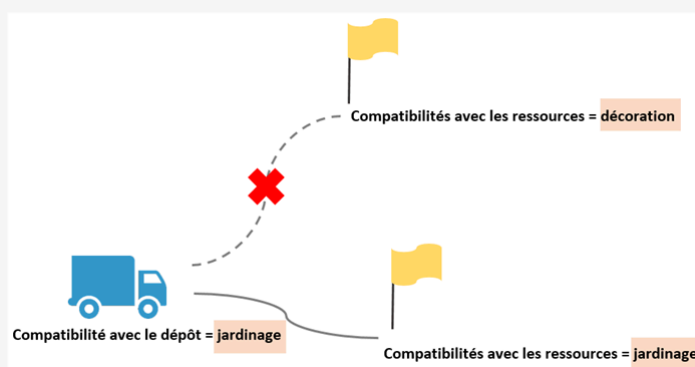 Compatibilités avec les ressources = décoration
Compatibilité avec le dépôt = jardinage
Compatibilités avec les ressources = jardinage